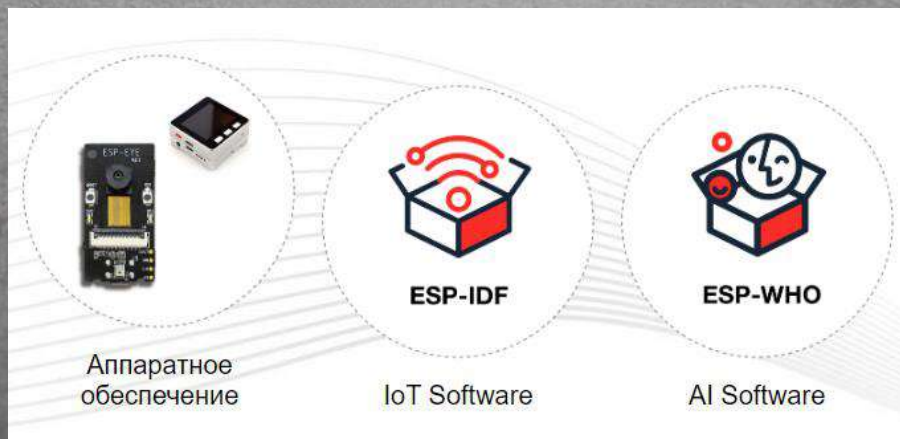 ESP-EYE
ESP-IDF
ESP-WHO
Аппаратное
обеспечение
IoT Software
AI Software